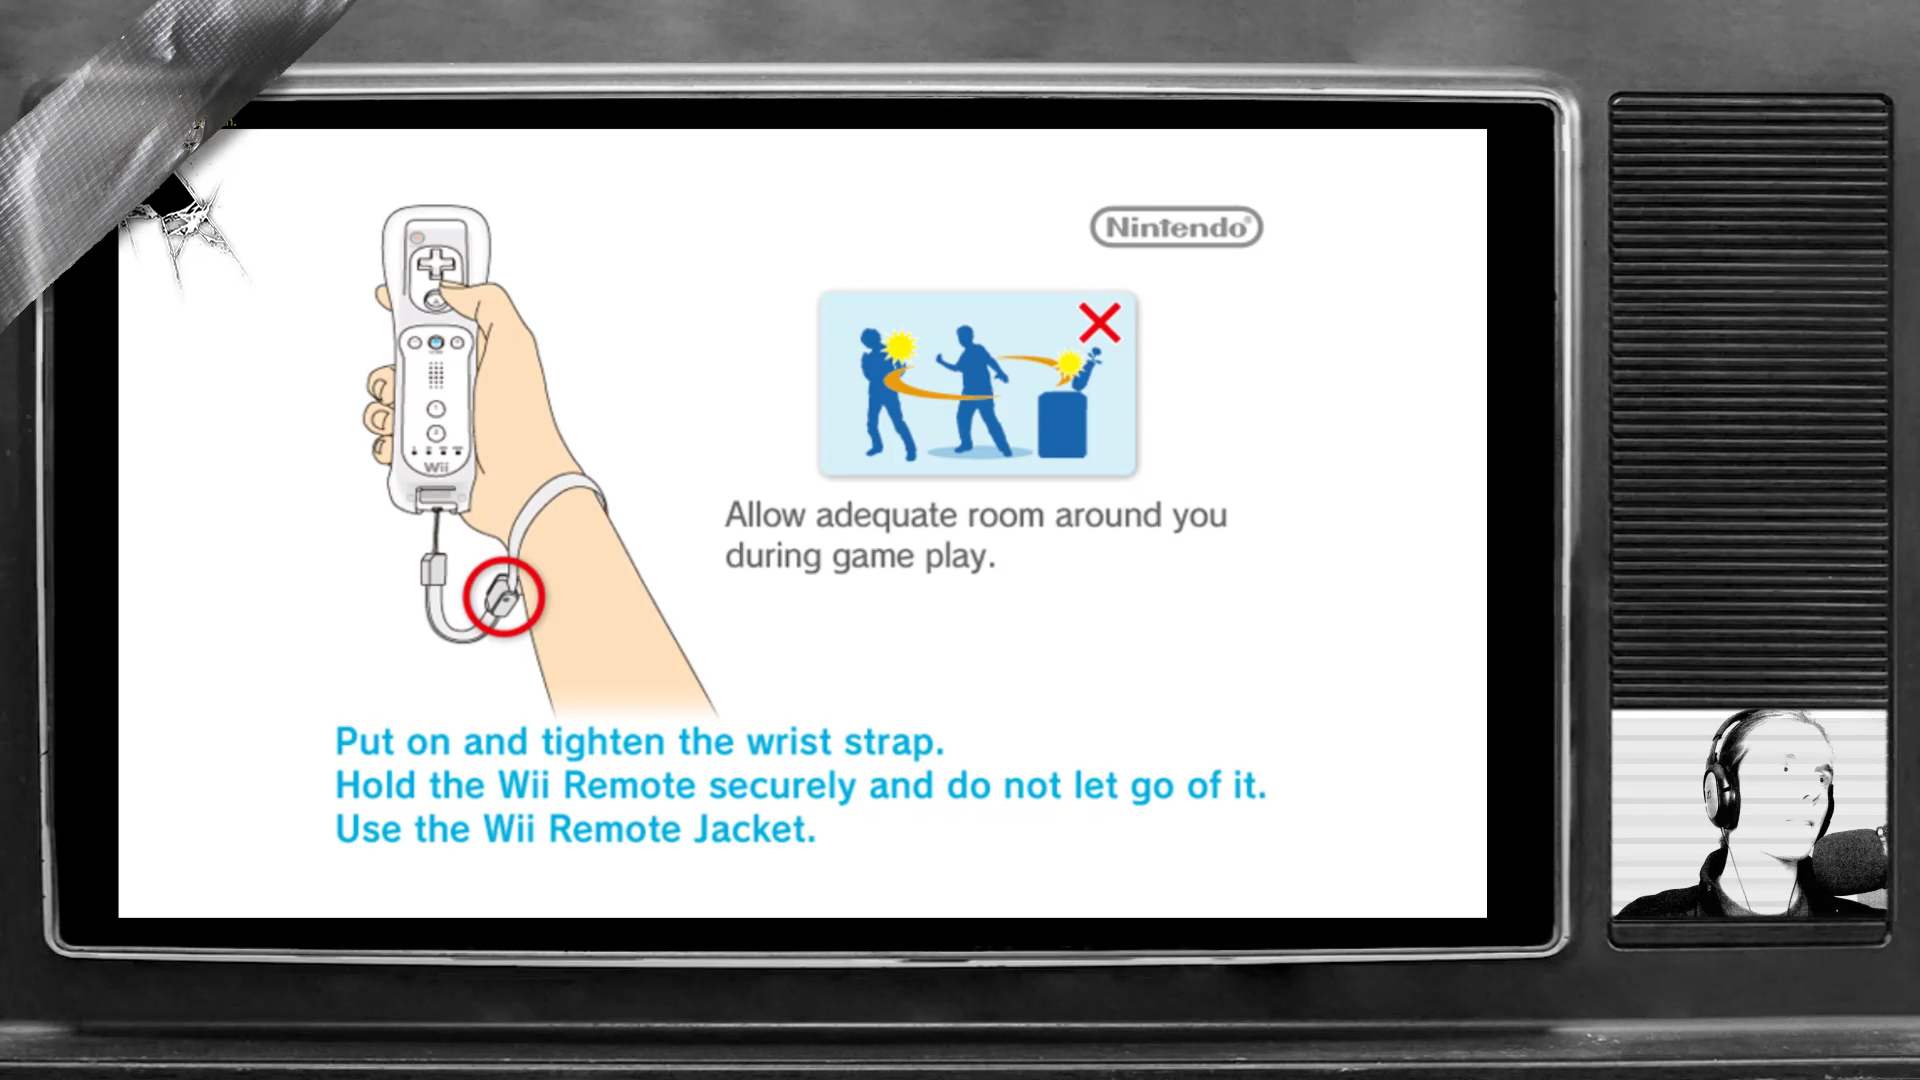 Nintendo®
Wii
Allow adequate room around you
during game play.
Put on and tighten the wrist strap.
Hold the Wii Remote securely and do not let go of it.
Use the Wii Remote Jacket.